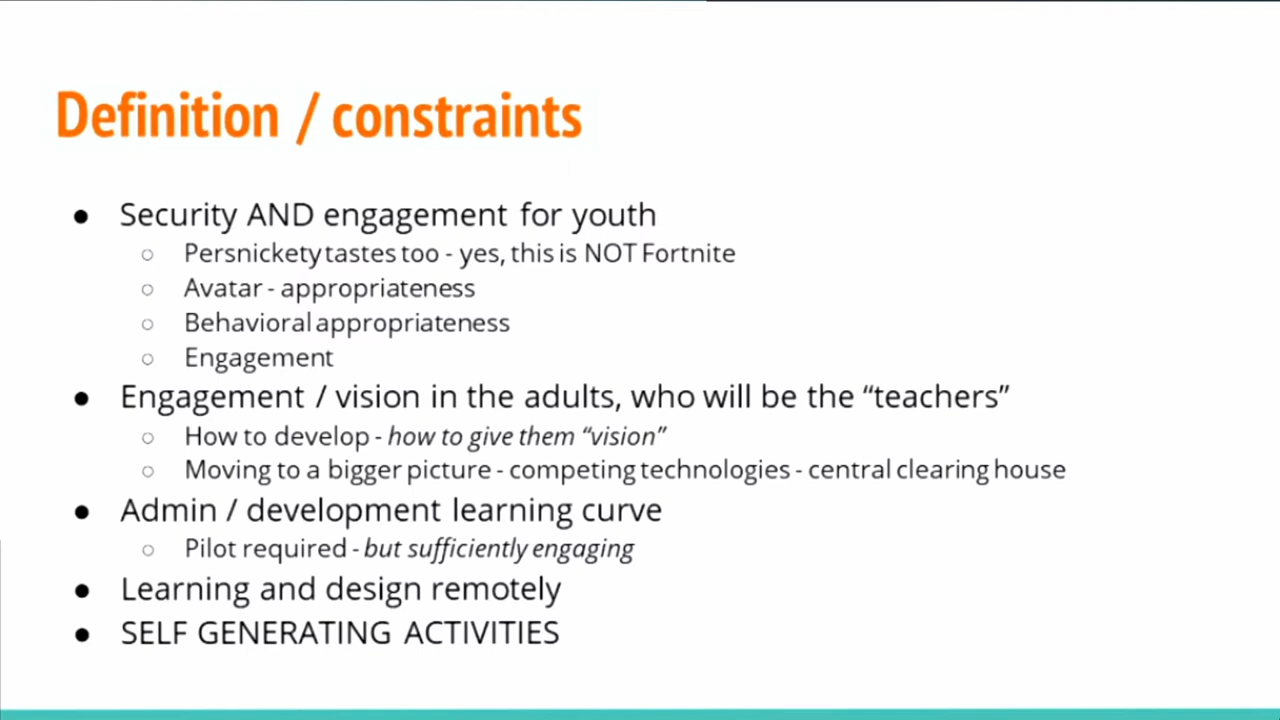 Definition / constraints
● Security AND engagement for youth
○ Persnickety tastes too - yes, this is NOT Fortnite
○ Avatar - appropriateness
○ Behavioral appropriateness
○ Engagement
● Engagement / vision in the adults, who will be the “teachers”
○ How to develop - how to give them “vision”
○ Moving to a bigger picture - competing technologies - central clearing house
● Admin / development learning curve
○ Pilot required - but sufficiently engaging
● Learning and design remotely
● SELF GENERATING ACTIVITIES